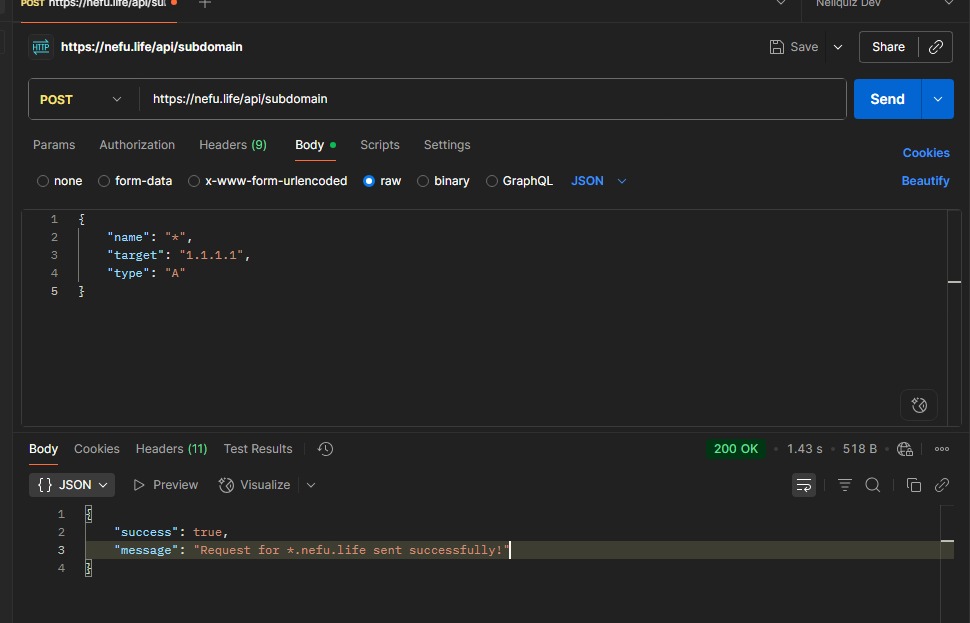 POST https://nefu.life/api/sul
Neliquiz Dev
HTTP https://nefu.life/api/subdomain
Save
Share
POST https://nefu.life/api/subdomain
Send
Params Authorization Headers (9) Body Scripts Settings
Cookies
none form-data x-www-form-urlencoded raw binary GraphQL JSON
Beautify
1 {
2 "name": "*",
3 "target": "1.1.1.1",
4 "type": "A"
5 }
Body Cookies Headers (11) Test Results
200 OK • 1.43 s • 518 B
{} JSON Preview Visualize
1 {
2 "success": true,
3 "message": "Request for *.nefu.life sent successfully!"
4 }